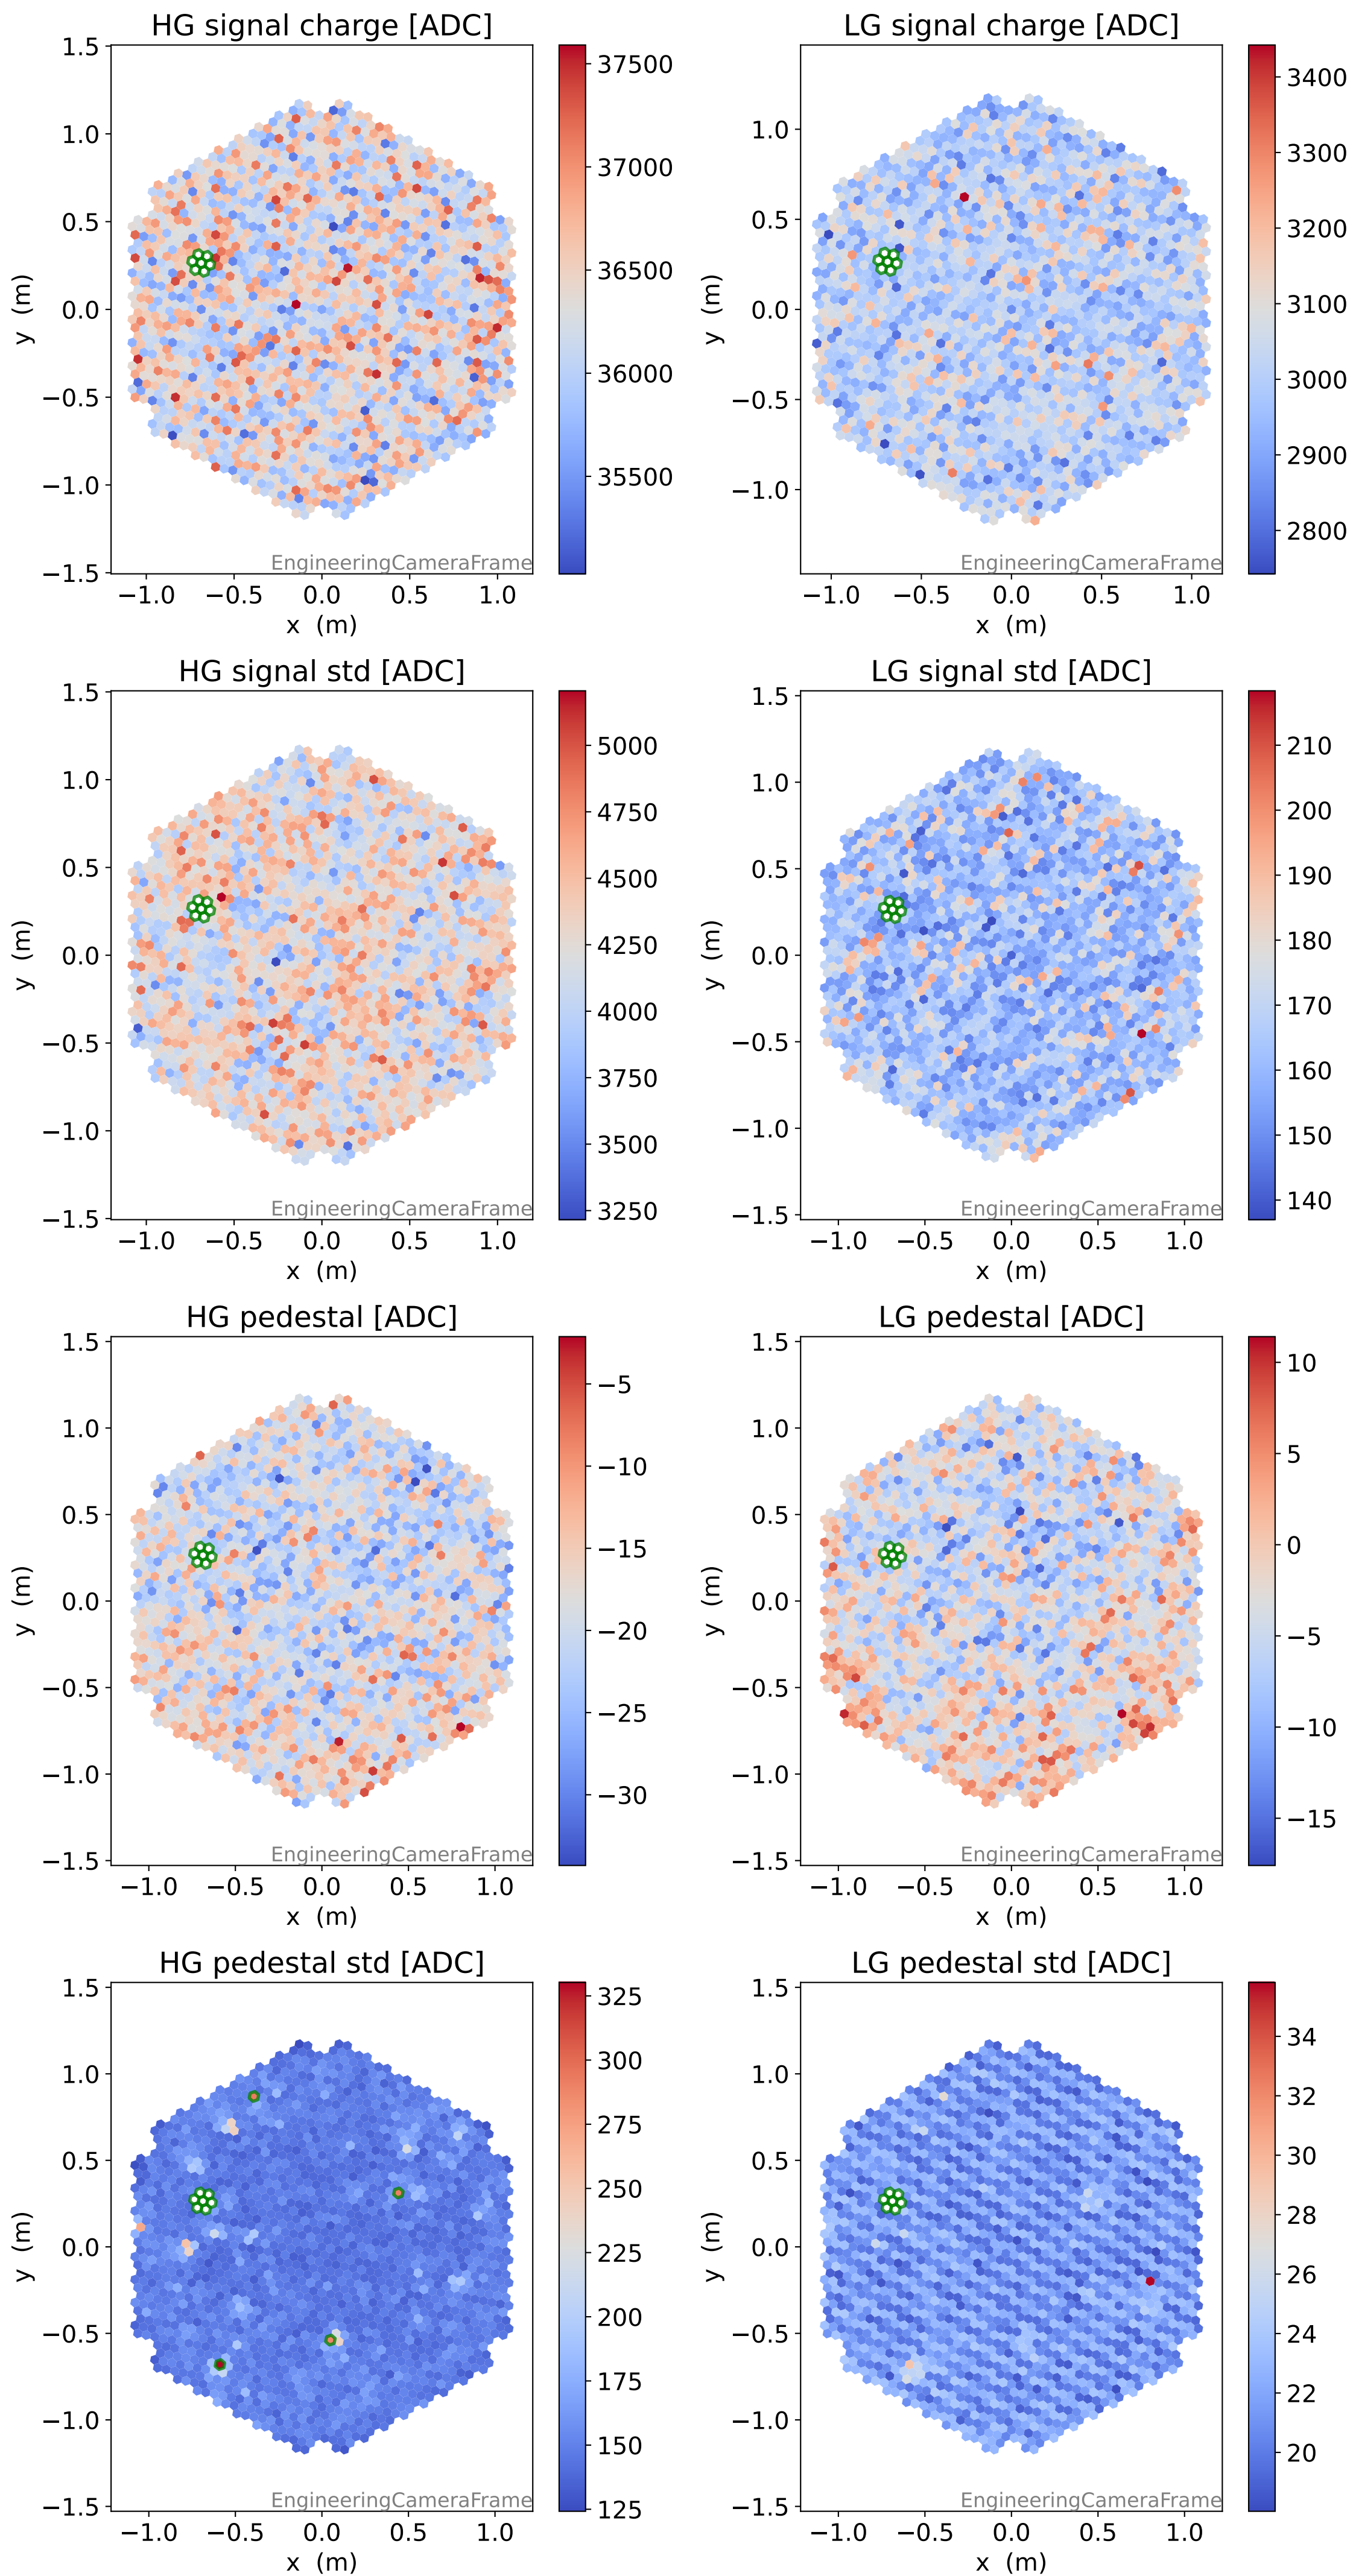 HG signal charge [ADC]
1.5
1.0
0.5
0.0
−0.5
−1.0
−1.5
y (m)
EngineeringCameraFrame
−1.0 −0.5 0.0 0.5 1.0
x (m)
37500
37000
36500
36000
35500
LG signal charge [ADC]
1.0
0.5
0.0
−0.5
−1.0
y (m)
EngineeringCameraFrame
−1.0 −0.5 0.0 0.5 1.0
x (m)
3400
3300
3200
3100
3000
2900
2800
HG signal std [ADC]
1.5
1.0
0.5
0.0
−0.5
−1.0
−1.5
y (m)
EngineeringCameraFrame
−1.0 −0.5 0.0 0.5 1.0
x (m)
5000
4750
4500
4250
4000
3750
3500
3250
LG signal std [ADC]
1.5
1.0
0.5
0.0
−0.5
−1.0
−1.5
y (m)
EngineeringCameraFrame
−1.0 −0.5 0.0 0.5 1.0
x (m)
210
200
190
180
170
160
150
140
HG pedestal [ADC]
1.5
1.0
0.5
0.0
−0.5
−1.0
−1.5
y (m)
EngineeringCameraFrame
−1.0 −0.5 0.0 0.5 1.0
x (m)
−5
−10
−15
−20
−25
−30
LG pedestal [ADC]
1.5
1.0
0.5
0.0
−0.5
−1.0
−1.5
y (m)
EngineeringCameraFrame
−1.0 −0.5 0.0 0.5 1.0
x (m)
10
5
0
−5
−10
−15
HG pedestal std [ADC]
1.5
1.0
0.5
0.0
−0.5
−1.0
−1.5
y (m)
EngineeringCameraFrame
−1.0 −0.5 0.0 0.5 1.0
x (m)
325
300
275
250
225
200
175
150
125
LG pedestal std [ADC]
1.5
1.0
0.5
0.0
−0.5
−1.0
−1.5
y (m)
EngineeringCameraFrame
−1.0 −0.5 0.0 0.5 1.0
x (m)
34
32
30
28
26
24
22
20